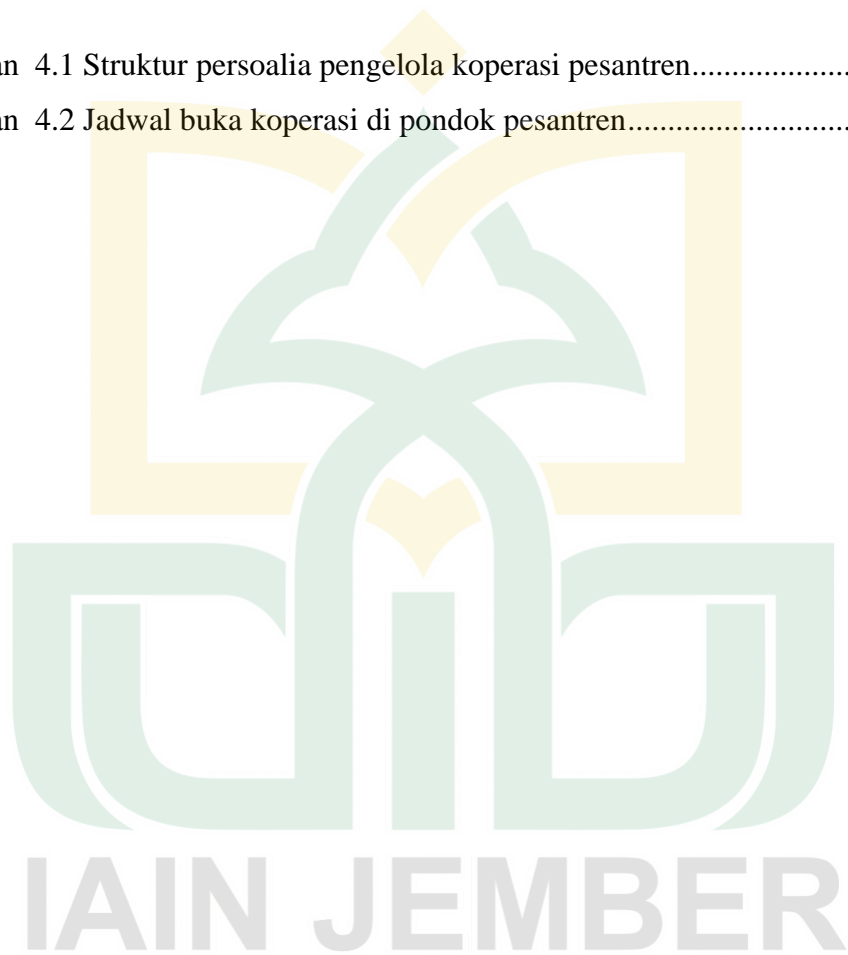 an 4.1 Struktur persoalia pengelola koperasi pesantren....................
an 4.2 Jadwal buka koperasi di pondok pesantren............................
IAIN JEMBER